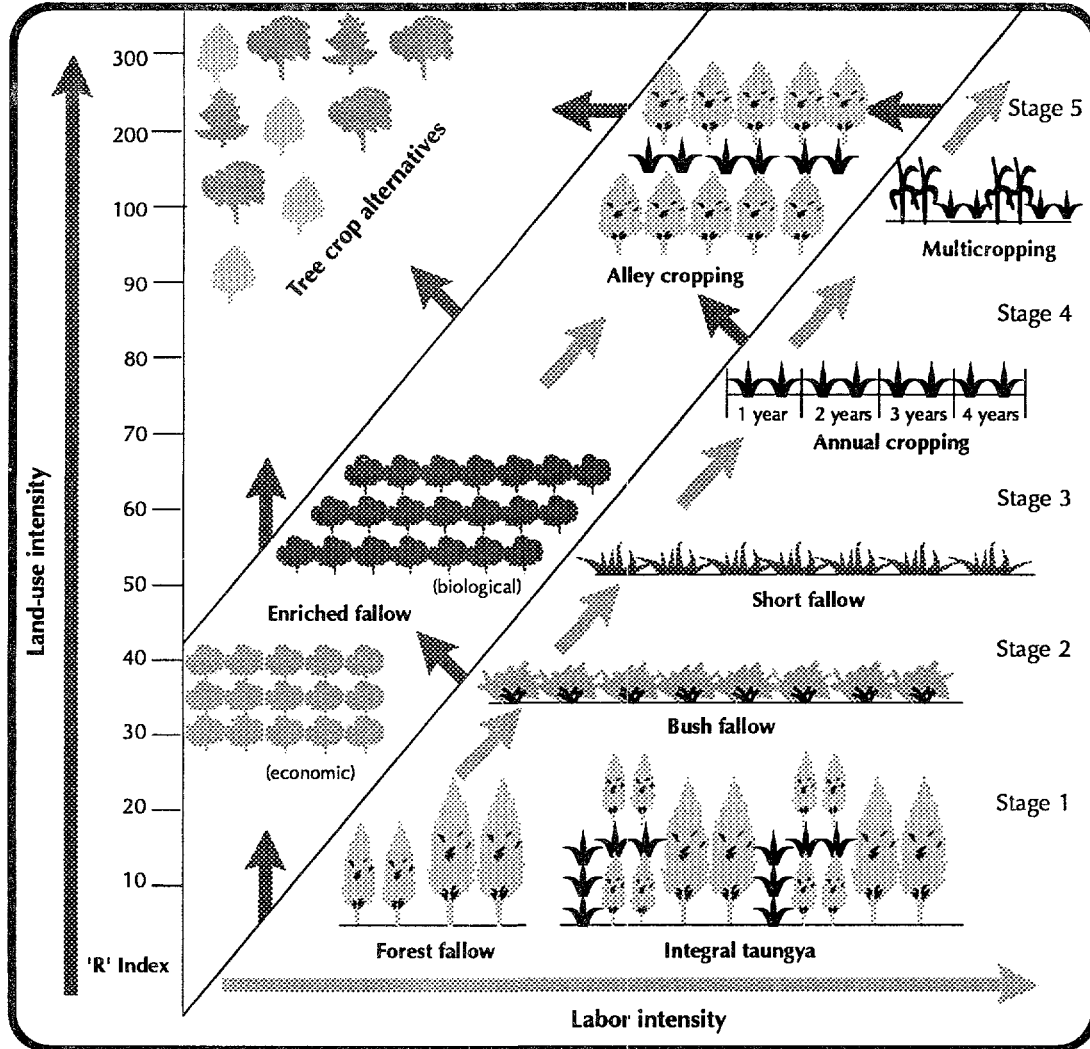 300
200
100
90
80
70
60
50
40
30
20
10
'R' Index
Land-use intensity
Labor intensity
Tree crop alternatives
Alley cropping
Stage 5
Multicropping
Stage 4
1 year
2 years
3 years
4 years
Annual cropping
Stage 3
(biological)
Enriched fallow
Short fallow
Stage 2
Bush fallow
(economic)
Stage 1
Forest fallow
Integral taungya